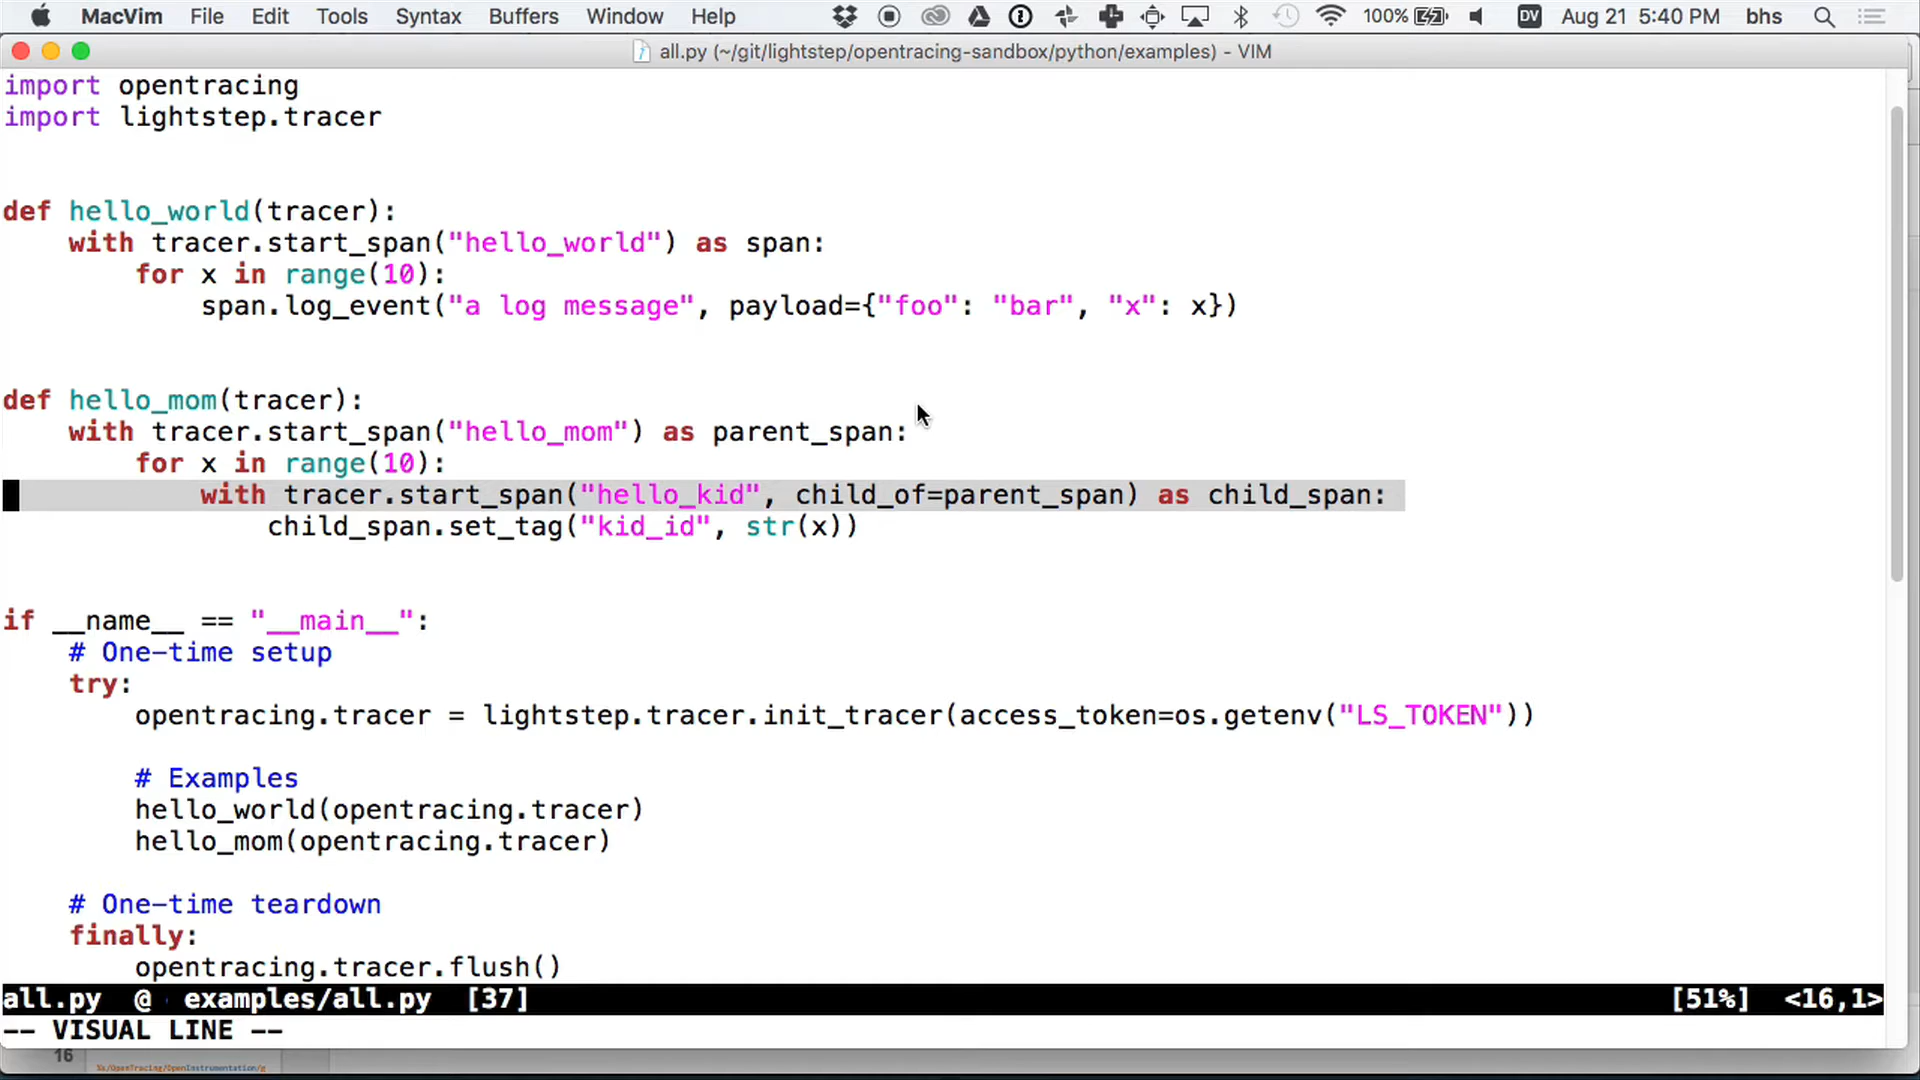 MacVim File Edit Tools Syntax Buffers Window Help 100% DV Aug 21 5:40 PM bhs
all.py (~/git/lightstep/opentracing-sandbox/python/examples) - VIM
import opentracing
import lightstep.tracer
def hello_world(tracer):
    with tracer.start_span("hello_world") as span:
        for x in range(10):
            span.log_event("a log message", payload={"foo": "bar", "x": x})
def hello_mom(tracer):
    with tracer.start_span("hello_mom") as parent_span:
        for x in range(10):
            with tracer.start_span("hello_kid", child_of=parent_span) as child_span:
                child_span.set_tag("kid_id", str(x))
if __name__ == "__main__":
    # One-time setup
    try:
        opentracing.tracer = lightstep.tracer.init_tracer(access_token=os.getenv("LS_TOKEN"))
        # Examples
        hello_world(opentracing.tracer)
        hello_mom(opentracing.tracer)
    # One-time teardown
    finally:
        opentracing.tracer.flush()
all.py @ examples/all.py [37] [51%] <16,1>
-- VISUAL LINE --
16